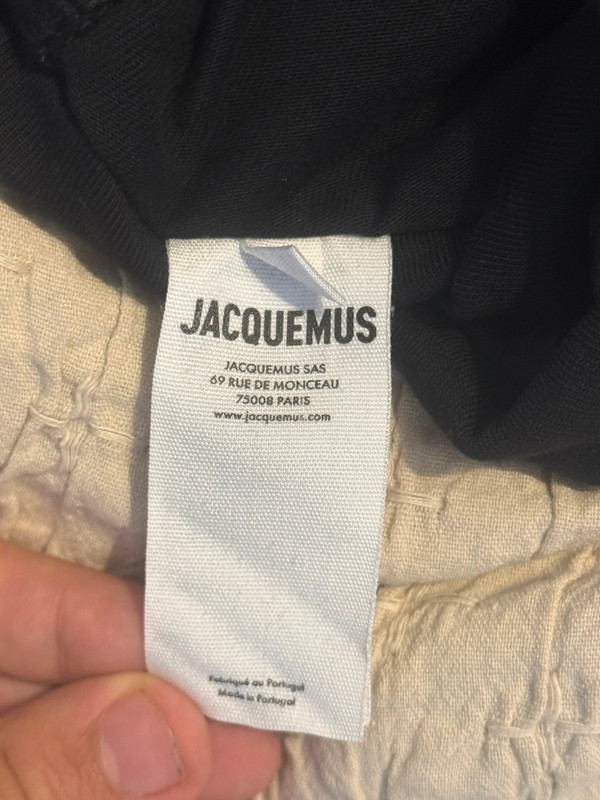 JACQUEMUS
JACQUEMUS SAS
69 RUE DE MONCEAU
75008 PARIS
www.jacquemus.com
Fabriqué au Portugal
Made in Portugal